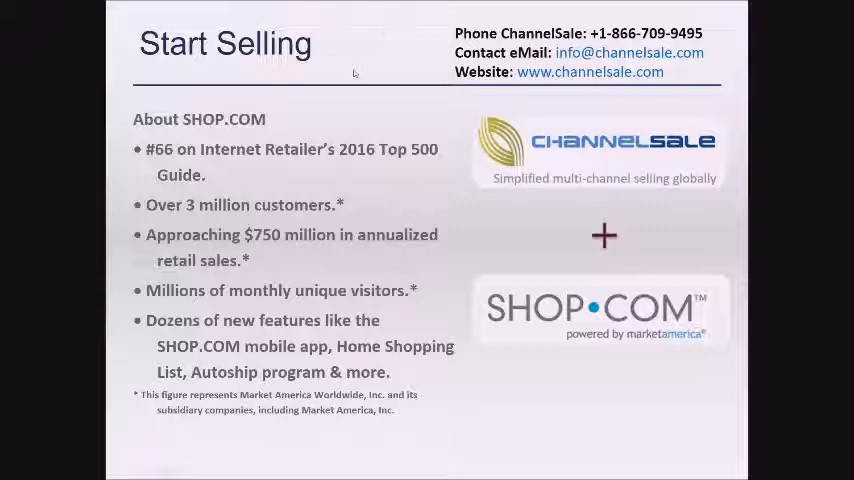 Start Selling
Phone ChannelSale: +1-866-709-9495
Contact eMail: info@channelsale.com
Website: www.channelsale.com
About SHOP.COM
• #66 on Internet Retailer's 2016 Top 500
Guide.
• Over 3 million customers.*
• Approaching $750 million in annualized
retail sales.*
• Millions of monthly unique visitors.*
• Dozens of new features like the
SHOP.COM mobile app, Home Shopping
List, Autoship program & more.
* This figure represents Market America Worldwide, Inc. and its
subsidiary companies, including Market America, Inc.
CHANNELSALE
Simplified multi-channel selling globally
+
SHOP•COM™
powered by marketamerica®